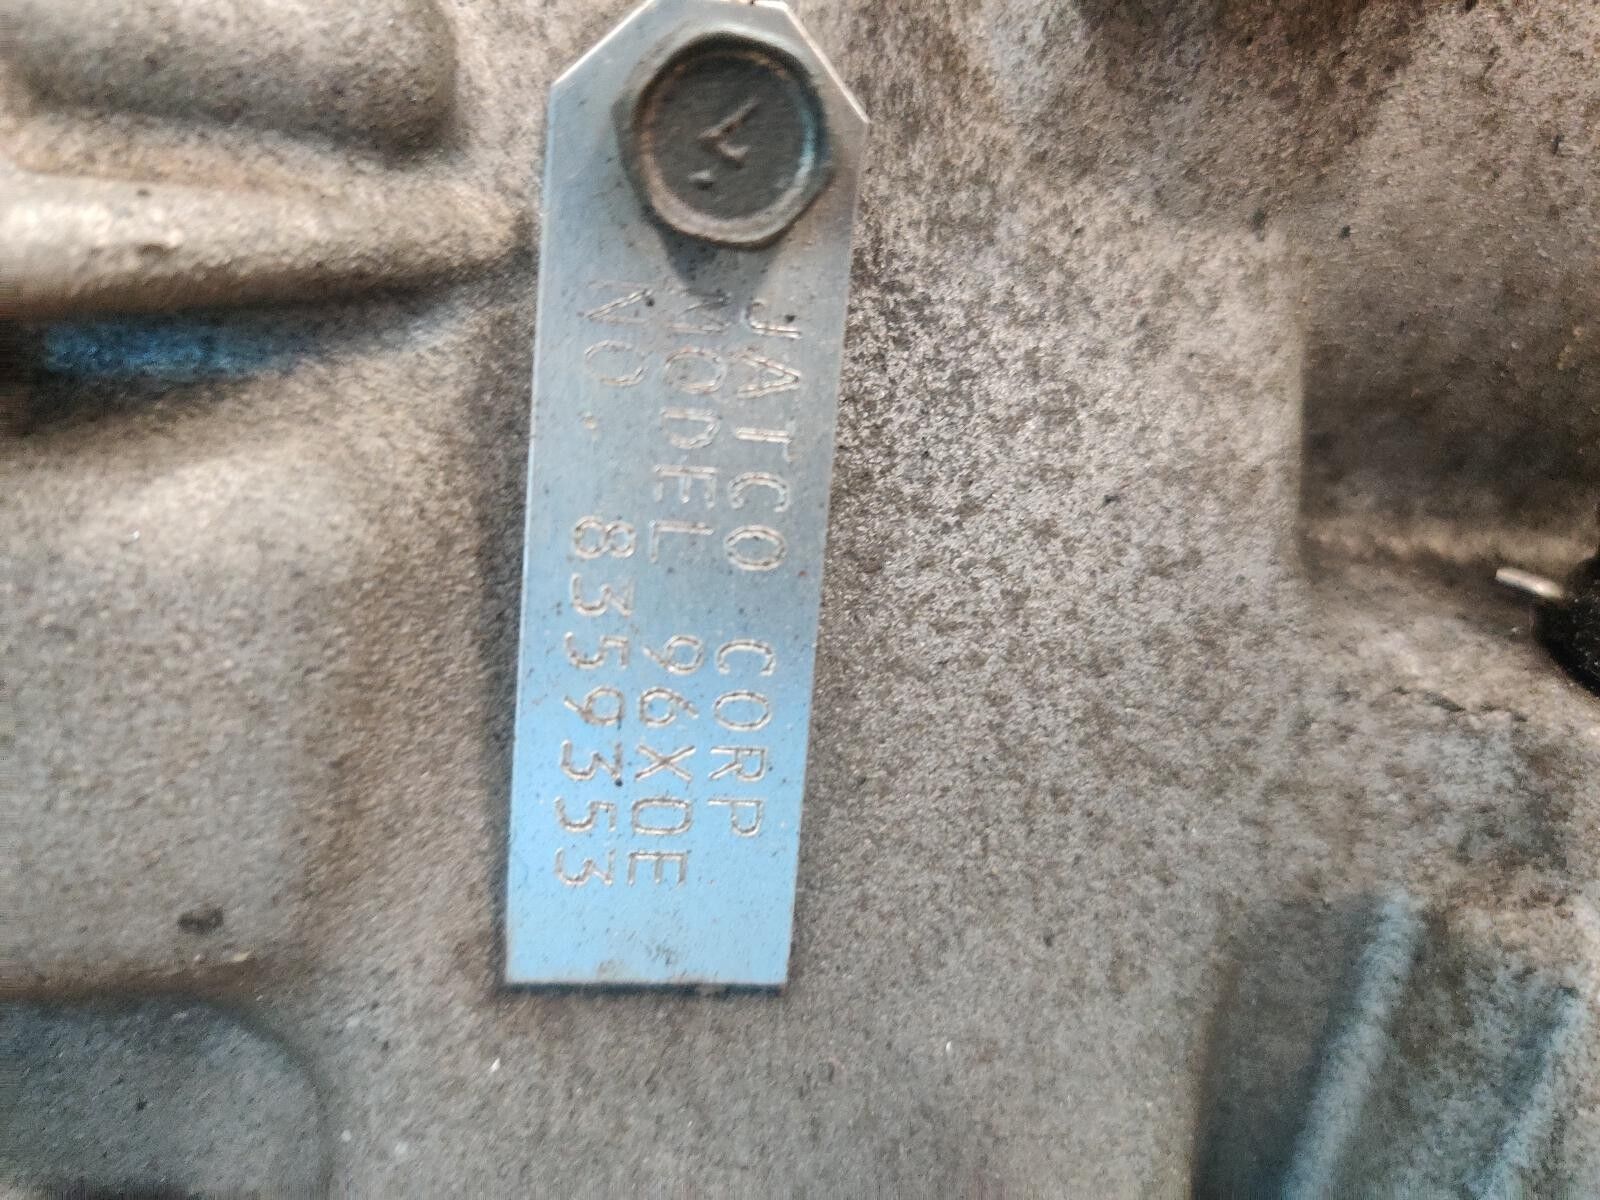 JATCO CORP
MODEL 96X0E
NO. 8359353